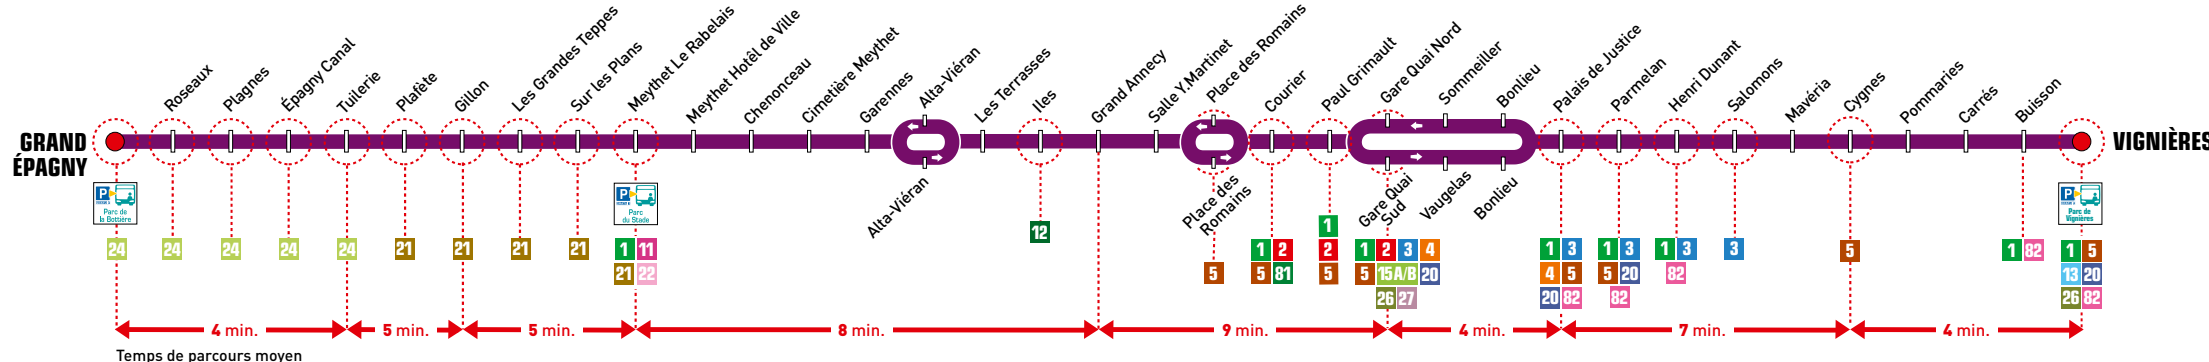 GRAND
ÉPAGNY
Roseaux
Plagnes
Épagny Canal
Tuilerie
Plafête
Gillon
Les Grandes Teppes
Sur les Plans
Meythet Le Rabelais
Meythet Hotêl de Ville
Chenonceau
Cimetière Meythet
Garennes
Alta-Viéran
Alta-Viéran
Les Terrasses
Iles
Grand Annecy
Salle Y.Martinet
Place des Romains
Place des
Romains
Courier
Paul Grimault
Gare Quai Nord
Gare Quai
Sud
Sommeiller
Vaugelas
Bonlieu
Bonlieu
Palais de Justice
Parmelan
Henri Dunant
Salomons
Mavéria
Cygnes
Pommaries
Carrés
Buisson
VIGNIÈRES
P
Parc de
la Bottière
P
Parc
du Stade
P
Parc de
Vignières
24
24
24
24
24
21
21
21
21
1 11
21 22
12
5
1 2
5 81
1
2
5
1 2 3 4
5 15A/B 20
26 27
1 3
4 5
20 82
1 3
5 20
82
1 3
82
3
5
1 82
1 5
13 20
26 82
4 min.
5 min.
5 min.
8 min.
9 min.
4 min.
7 min.
4 min.
Temps de parcours moyen